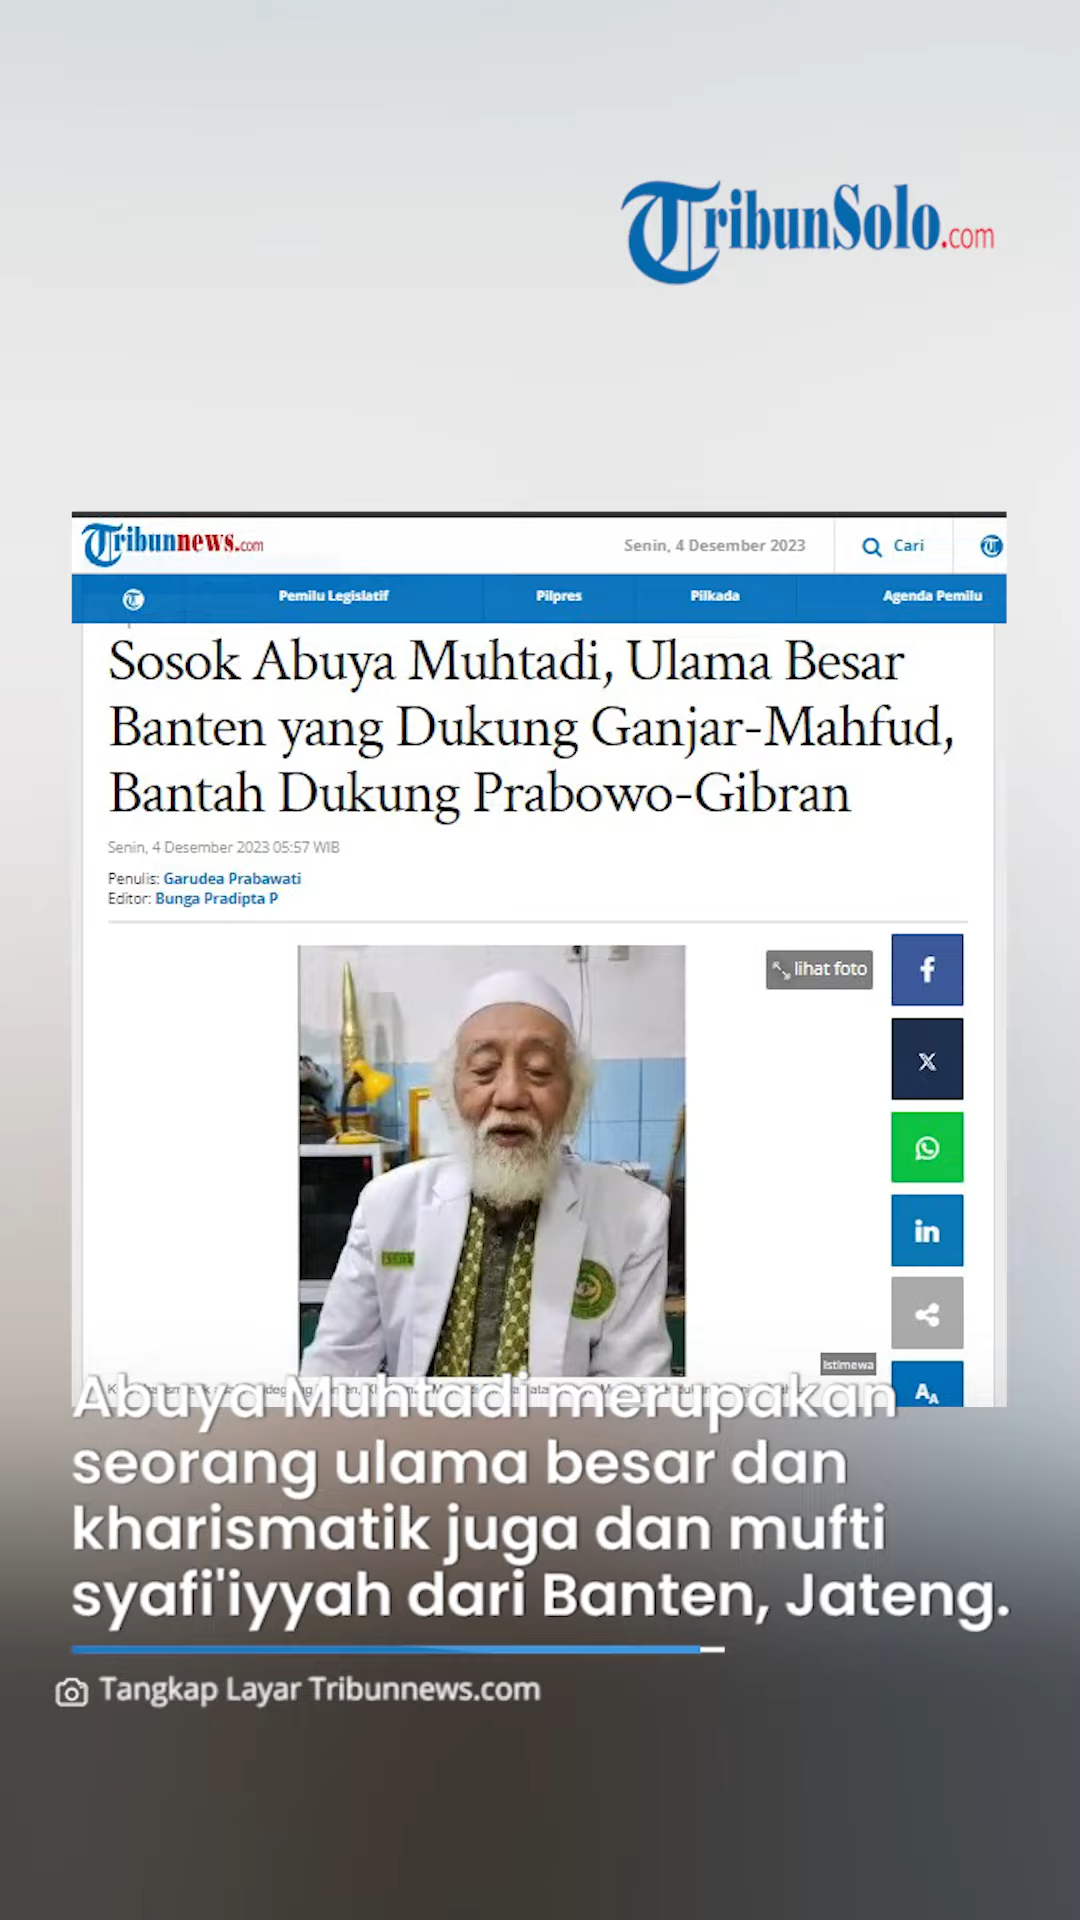 TribunSolo.com
Tribunnews.com
Senin, 4 Desember 2023
Cari
Pemilu Legislatif
Pilpres
Pilkada
Agenda Pemilu
Sosok Abuya Muhtadi, Ulama Besar
Banten yang Dukung Ganjar-Mahfud,
Bantah Dukung Prabowo-Gibran
Senin, 4 Desember 2023 05:57 WIB
Penulis: Garudea Prabawati
Editor: Bunga Pradipta P
lihat foto
Istimewa
Abuya Muhtadi merupakan
seorang ulama besar dan
kharismatik juga dan mufti
syafi'iyyah dari Banten, Jateng.
Tangkap Layar Tribunnews.com